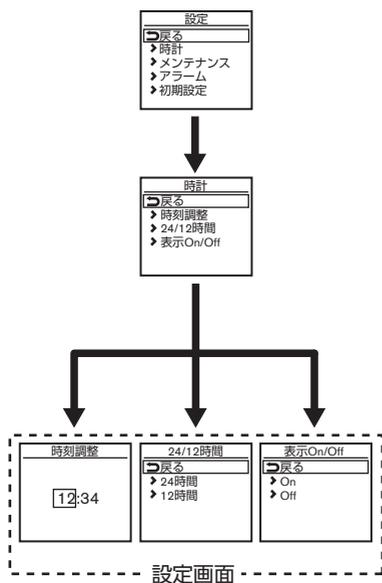 設定
戻る
時計
メンテナンス
アラーム
初期設定
時計
戻る
時刻調整
24/12時間
表示On/Off
時刻調整
12:34
24/12時間
戻る
24時間
12時間
表示On/Off
戻る
On
Off
設定画面